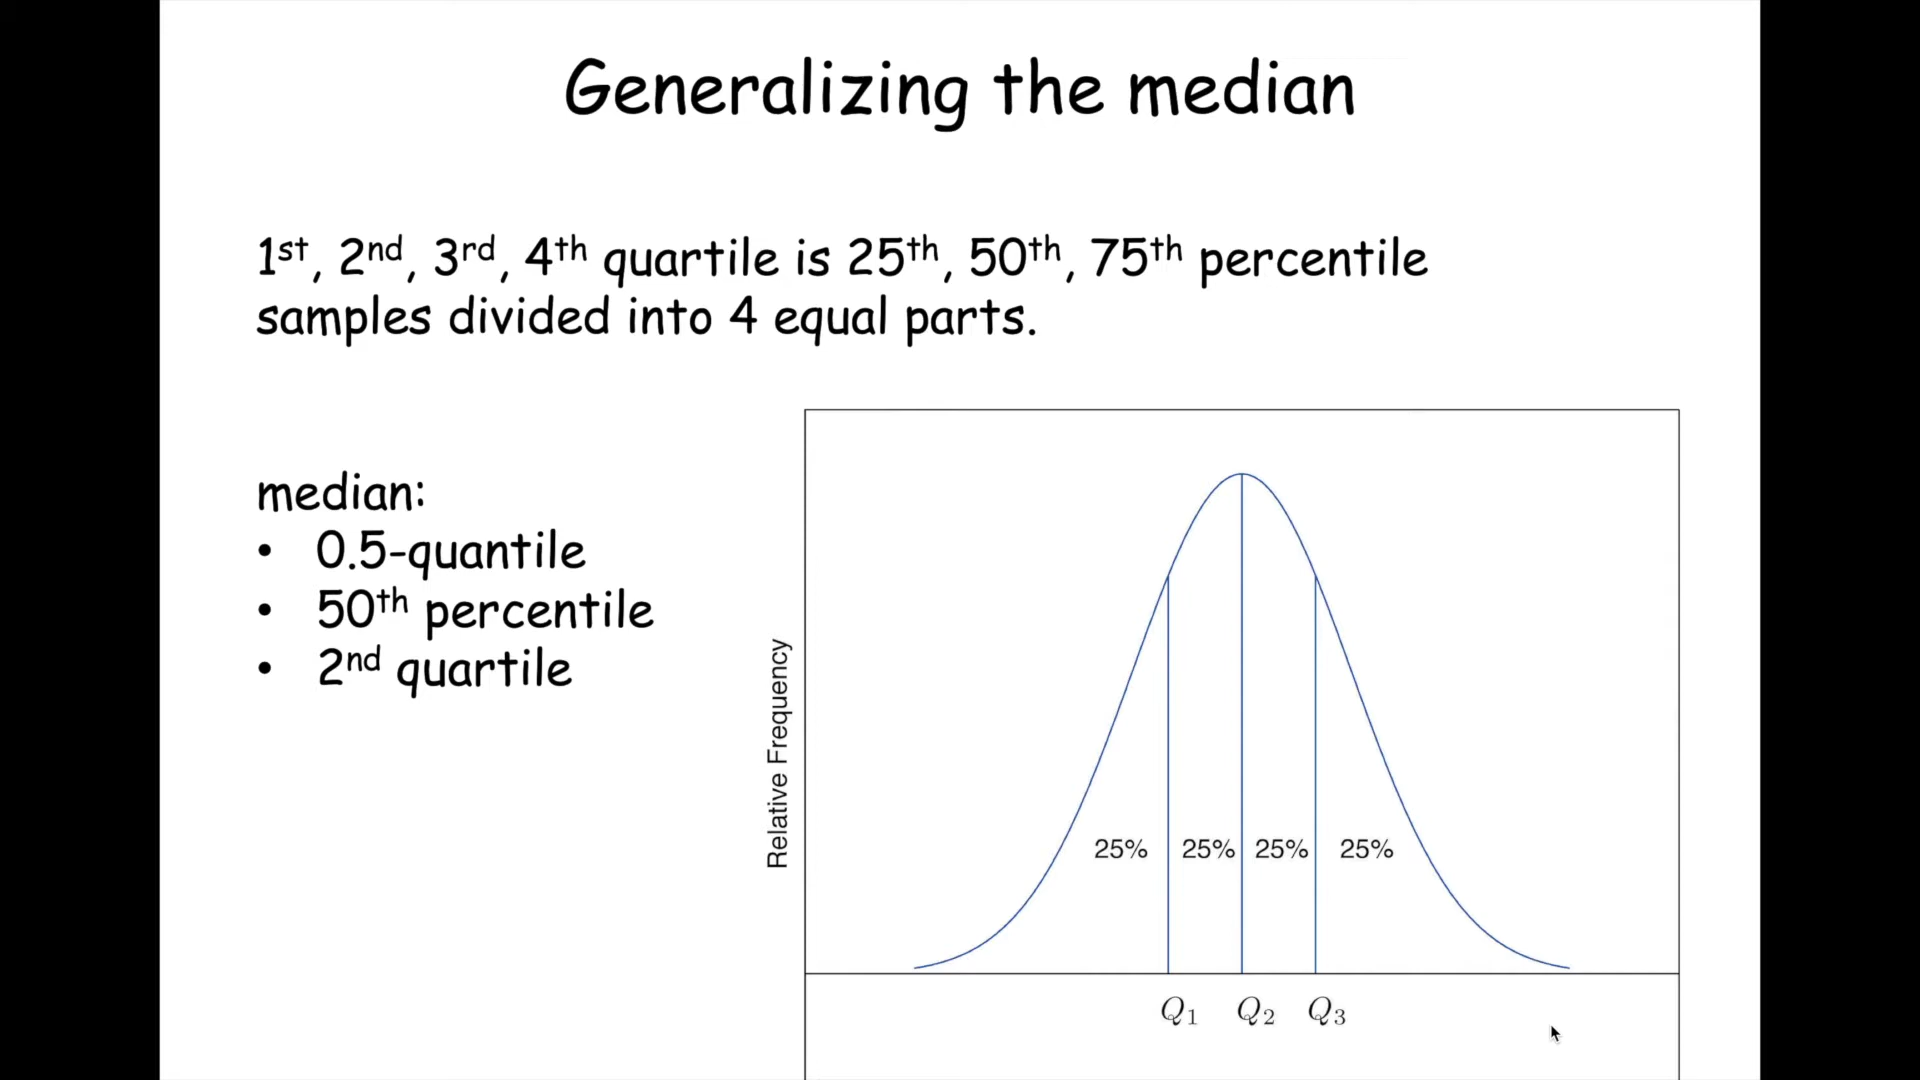 Generalizing the median
1st, 2nd, 3rd, 4th quartile is 25th, 50th, 75th percentile
samples divided into 4 equal parts.
median:
• 0.5-quantile
• 50th percentile
• 2nd quartile
Relative Frequency
25% 25% 25% 25%
Q1 Q2 Q3